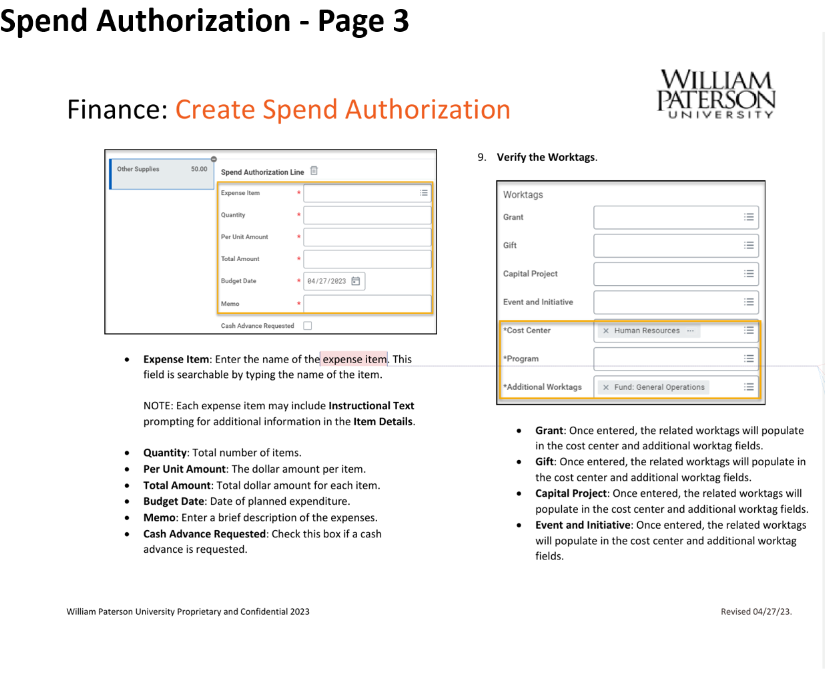 Spend Authorization - Page 3
WILLIAM
PATERSON
UNIVERSITY
Finance: Create Spend Authorization
Other Supplies 50.00
Spend Authorization Line
Expense Item *
Quantity *
Per Unit Amount *
Total Amount *
Budget Date * 04/27/2023
Memo *
Cash Advance Requested
• Expense Item: Enter the name of the expense item. This
field is searchable by typing the name of the item.
NOTE: Each expense item may include Instructional Text
prompting for additional information in the Item Details.
• Quantity: Total number of items.
• Per Unit Amount: The dollar amount per item.
• Total Amount: Total dollar amount for each item.
• Budget Date: Date of planned expenditure.
• Memo: Enter a brief description of the expenses.
• Cash Advance Requested: Check this box if a cash
advance is requested.
9. Verify the Worktags.
Worktags
Grant
Gift
Capital Project
Event and Initiative
*Cost Center × Human Resources ...
*Program
*Additional Worktags × Fund: General Operations
• Grant: Once entered, the related worktags will populate
in the cost center and additional worktag fields.
• Gift: Once entered, the related worktags will populate in
the cost center and additional worktag fields.
• Capital Project: Once entered, the related worktags will
populate in the cost center and additional worktag fields.
• Event and Initiative: Once entered, the related worktags
will populate in the cost center and additional worktag
fields.
William Paterson University Proprietary and Confidential 2023
Revised 04/27/23.